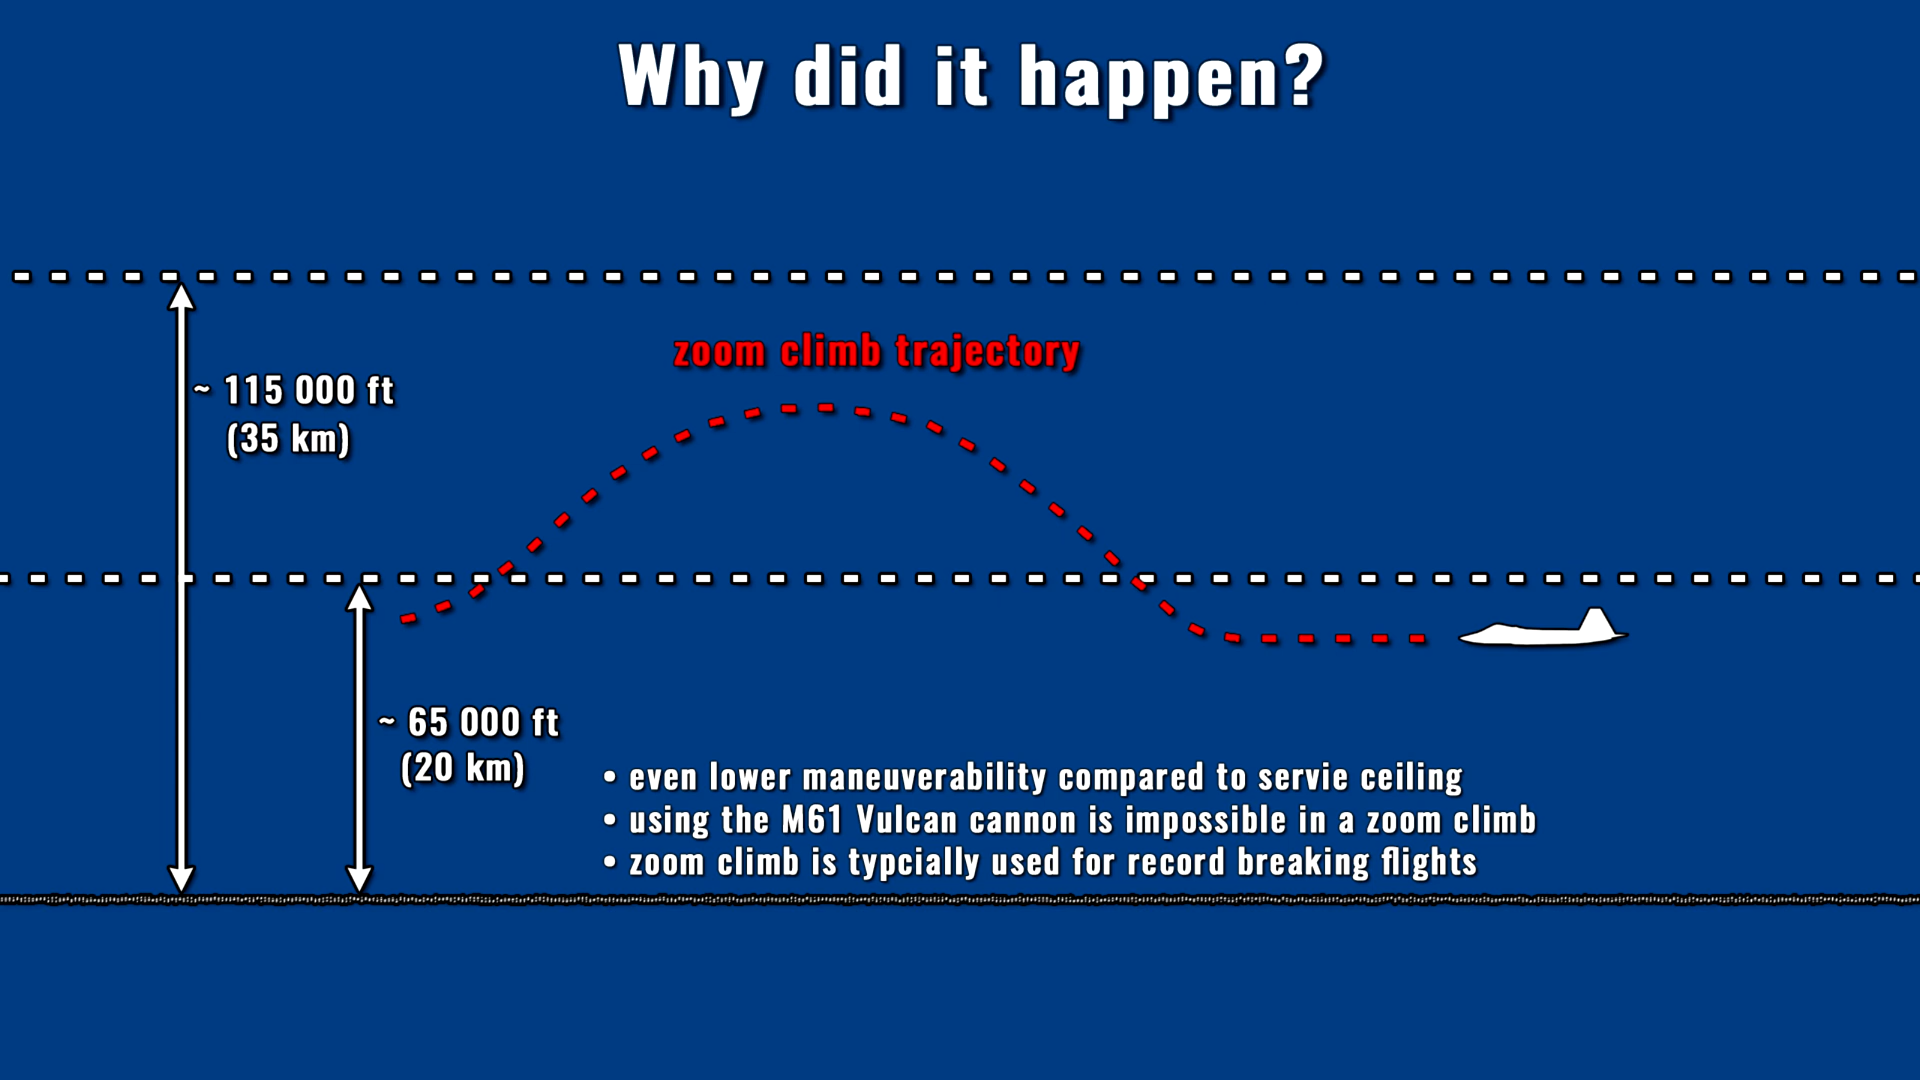 Why did it happen?
zoom climb trajectory
~ 115 000 ft
(35 km)
~ 65 000 ft
(20 km)
• even lower maneuverability compared to servie ceiling
• using the M61 Vulcan cannon is impossible in a zoom climb
• zoom climb is typcially used for record breaking flights